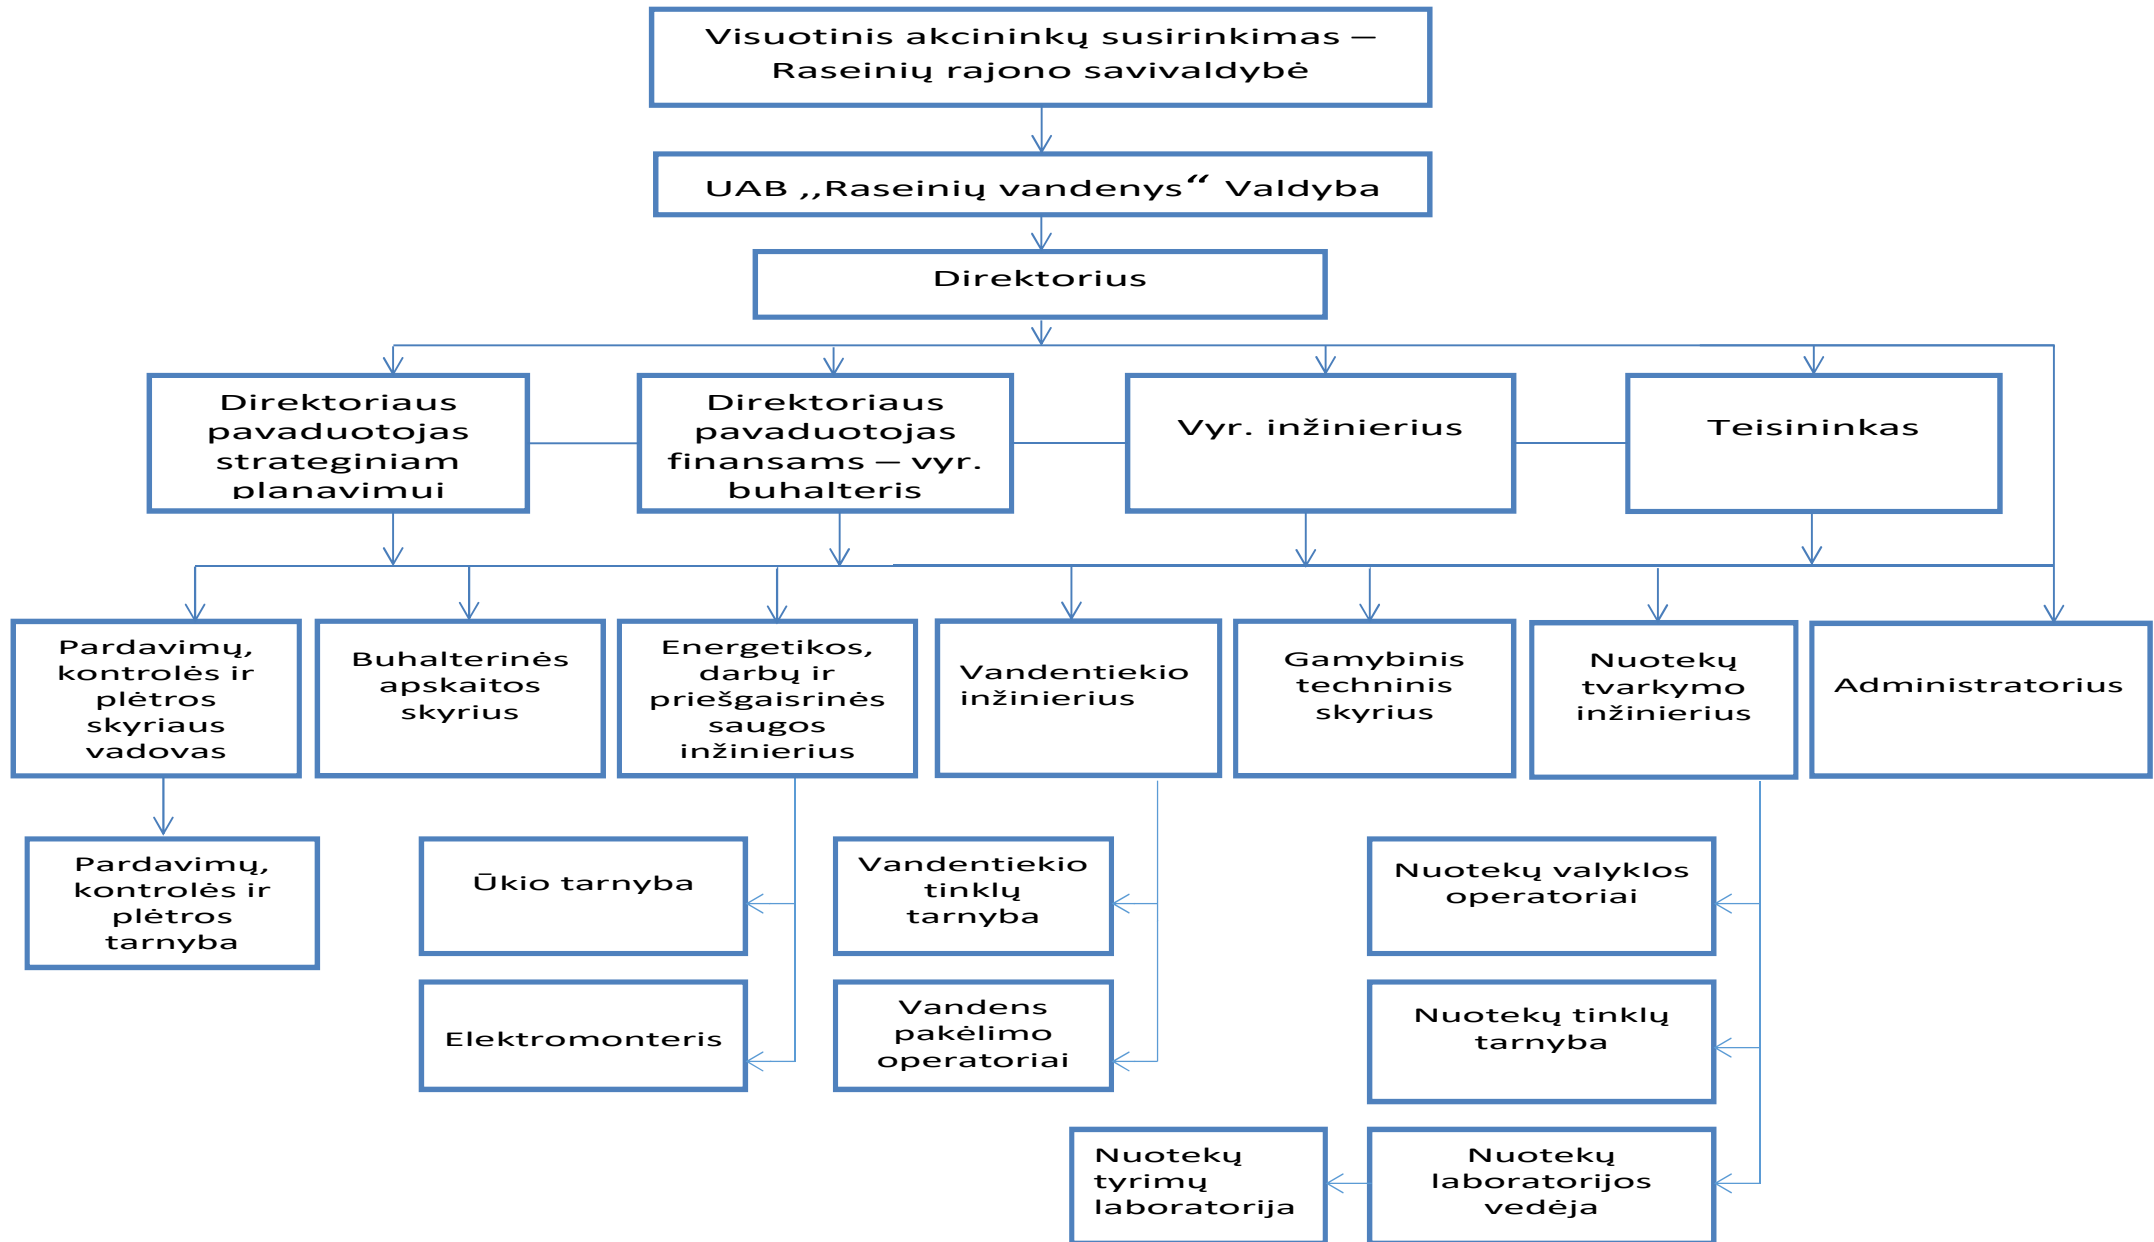 Visuotinis akcininkų susirinkimas –
Raseinių rajono savivaldybė
UAB ,,Raseinių vandenys“ Valdyba
Direktorius
Direktoriaus
pavaduotojas
strateginiam
planavimui
Direktoriaus
pavaduotojas
finansams – vyr.
buhalteris
Vyr. inžinierius
Teisininkas
Pardavimų,
kontrolės ir
plėtros
skyriaus
vadovas
Buhalterinės
apskaitos
skyrius
Energetikos,
darbų ir
priešgaisrinės
saugos
inžinierius
Vandentiekio
inžinierius
Gamybinis
techninis
skyrius
Nuotekų
tvarkymo
inžinierius
Administratorius
Pardavimų,
kontrolės ir
plėtros
tarnyba
Ūkio tarnyba
Vandentiekio
tinklų
tarnyba
Nuotekų valyklos
operatoriai
Elektromonteris
Vandens
pakėlimo
operatoriai
Nuotekų tinklų
tarnyba
Nuotekų
tyrimų
laboratorija
Nuotekų
laboratorijos
vedėja